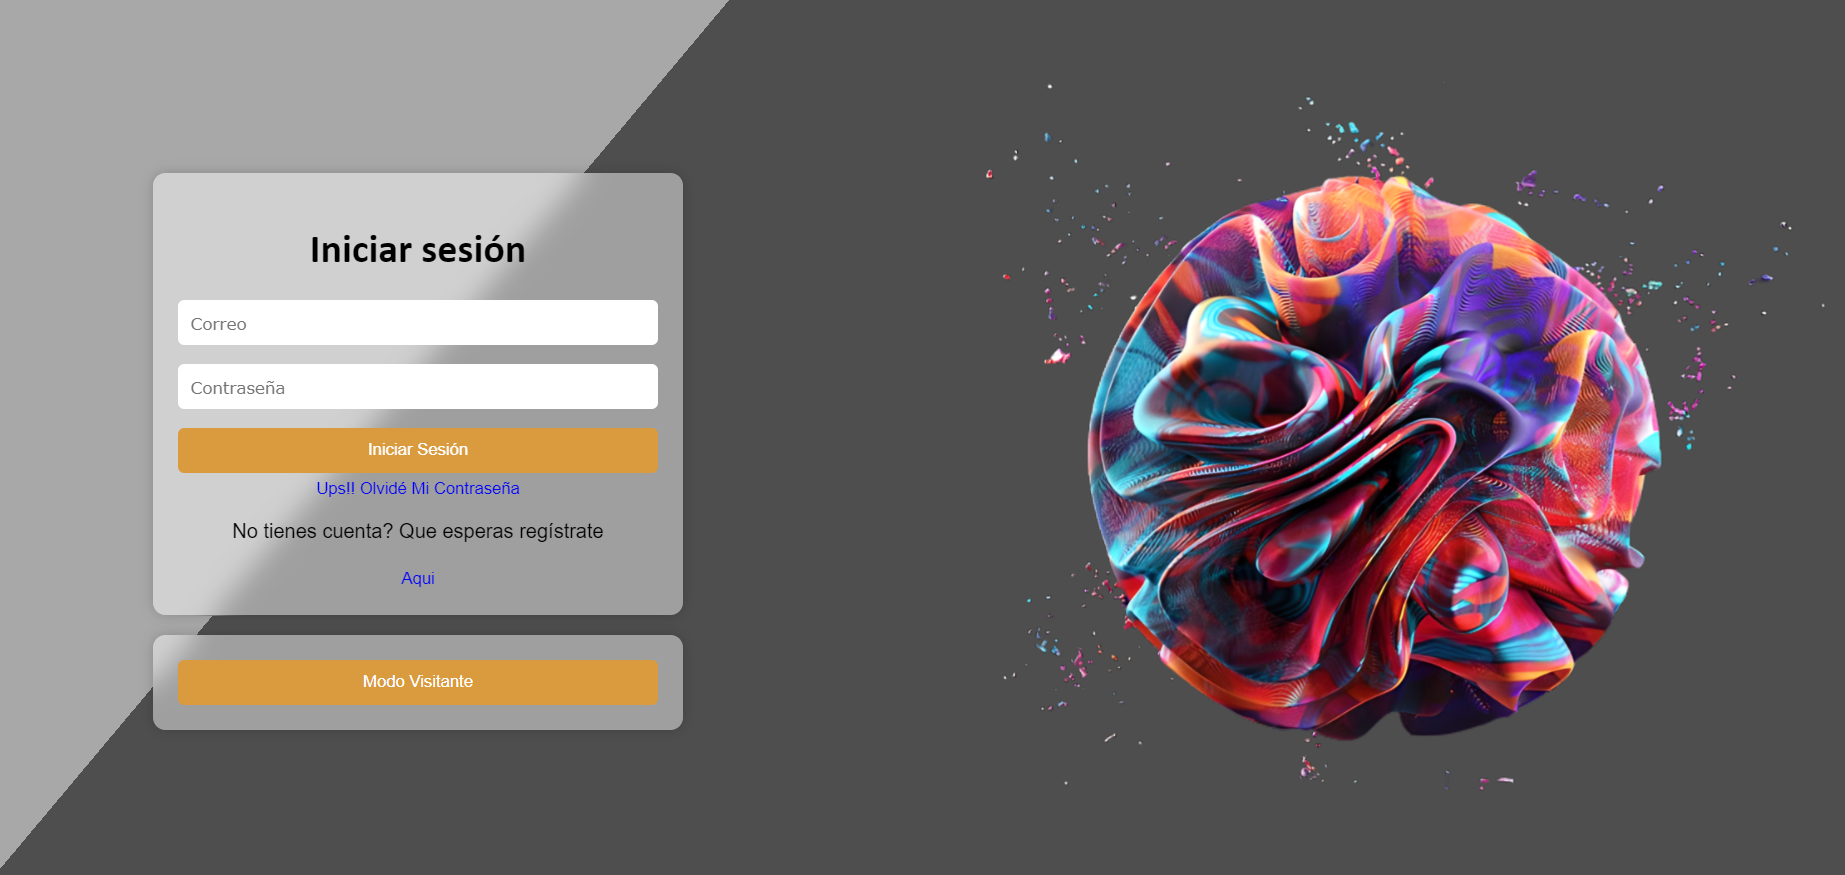 Iniciar sesión
Correo
Contraseña
Iniciar Sesión
Ups!! Olvidé Mi Contraseña
No tienes cuenta? Que esperas regístrate
Aqui
Modo Visitante